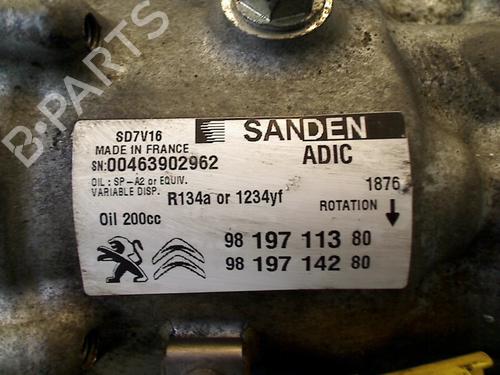 B-PARTS
SD7V16
MADE IN FRANCE
SN:00463902962
SANDEN
ADIC
OIL : SP-A2 or EQUIV.
VARIABLE DISP.
R134a or 1234yf
1876
ROTATION
Oil 200cc
98 197 113 80
98 197 142 80